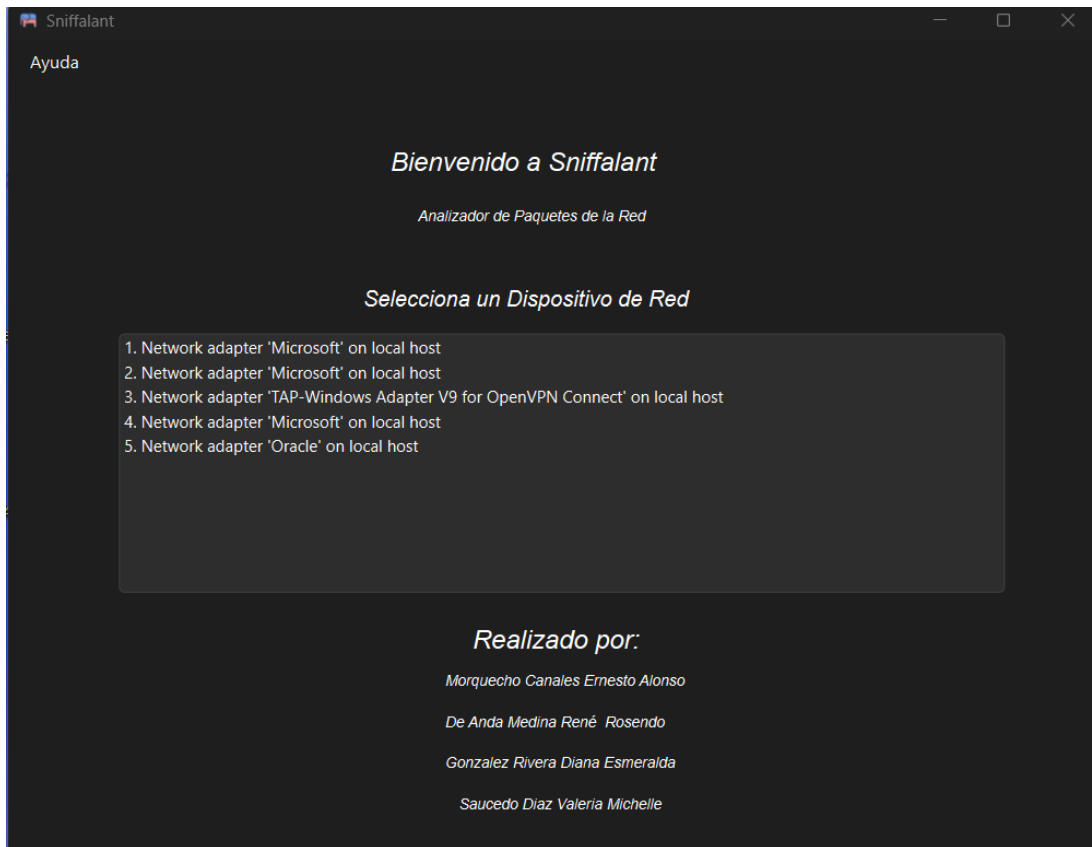 Sniffalant
Ayuda
Bienvenido a Sniffalant
Analizador de Paquetes de la Red
Selecciona un Dispositivo de Red
1. Network adapter 'Microsoft' on local host
2. Network adapter 'Microsoft' on local host
3. Network adapter 'TAP-Windows Adapter V9 for OpenVPN Connect' on local host
4. Network adapter 'Microsoft' on local host
5. Network adapter 'Oracle' on local host
Realizado por:
Morquecho Canales Ernesto Alonso
De Anda Medina René  Rosendo
Gonzalez Rivera Diana Esmeralda
Saucedo Diaz Valeria Michelle